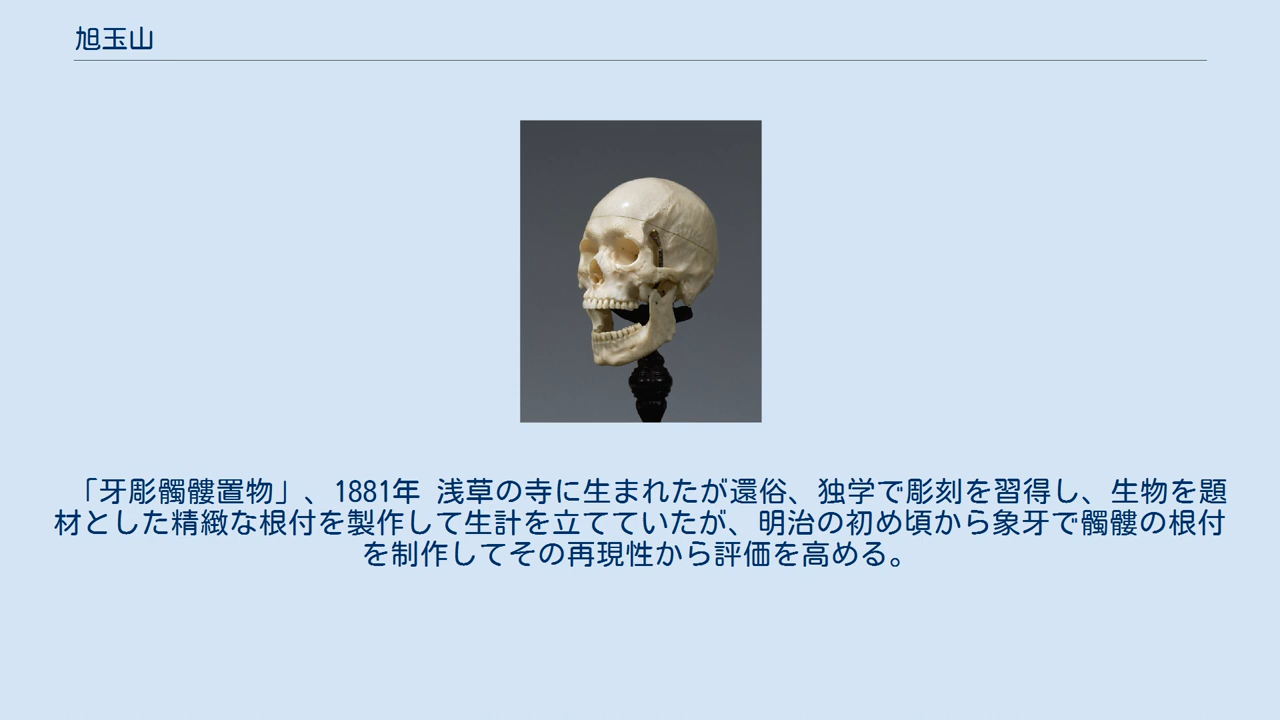 旭玉山
「牙彫髑髏置物」、1881年 浅草の寺に生まれたが還俗、独学で彫刻を習得し、生物を題
材とした精緻な根付を製作して生計を立てていたが、明治の初め頃から象牙で髑髏の根付
を制作してその再現性から評価を高める。